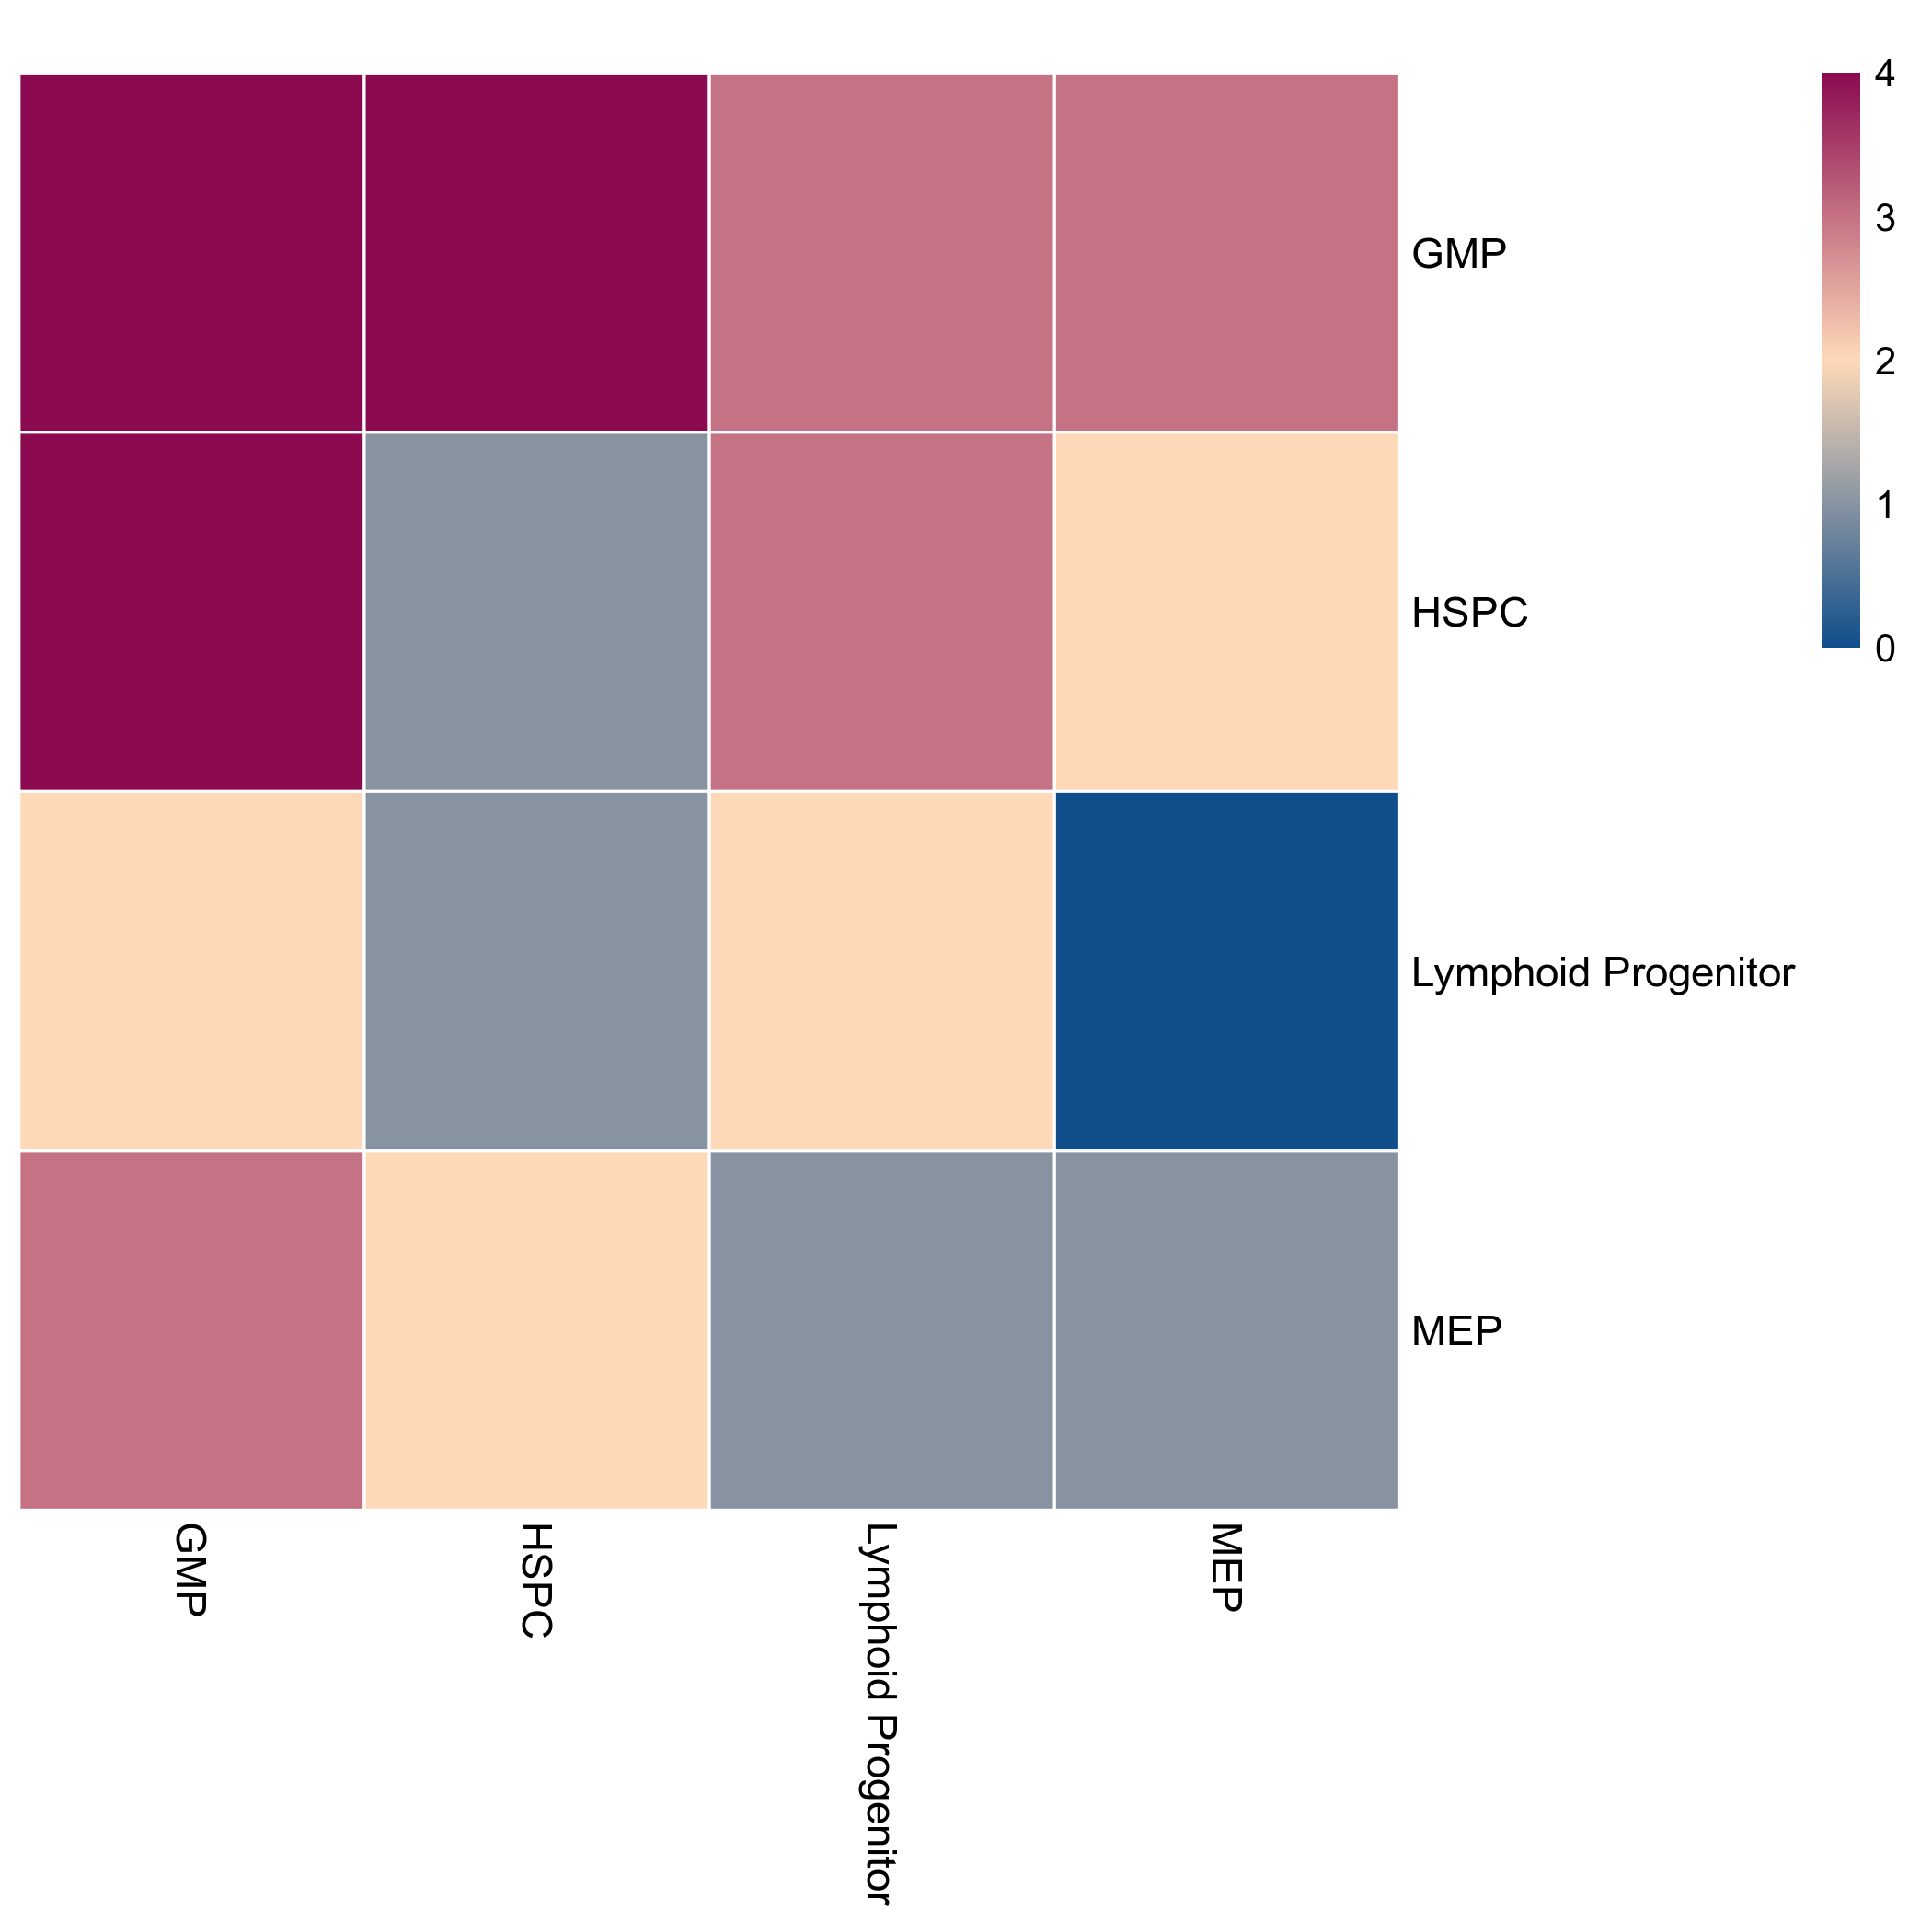 4
3
2
1
0
GMP
HSPC
Lymphoid Progenitor
MEP
GMP
HSPC
Lymphoid Progenitor
MEP